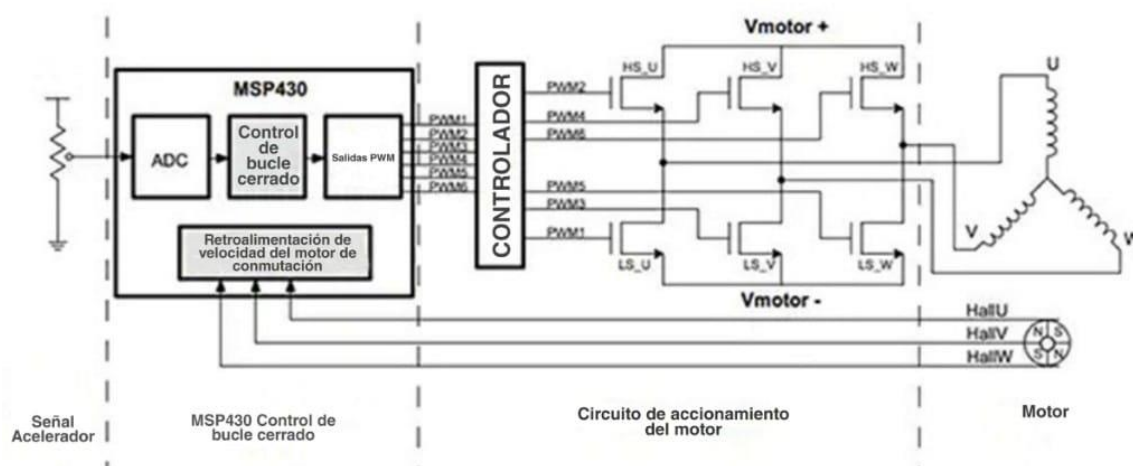 Vmotor +
HS_U
HS_V
HS_W
U
MSP430
PWM2
PWM4
PWM6
PWM1
PWM2
PWM3
PWM4
PWM5
PWM6
CONTROLADOR
ADC
Control
de
bucle
cerrado
Salidas PWM
PWM5
PWM3
PWM1
V
W
Retroalimentación de
velocidad del motor de
conmutación
LS_U
LS_V
LS_W
Vmotor -
HallU
HallV
HallW
N
S
S
N
Señal
Acelerador
MSP430 Control de
bucle cerrado
Circuito de accionamiento
del motor
Motor